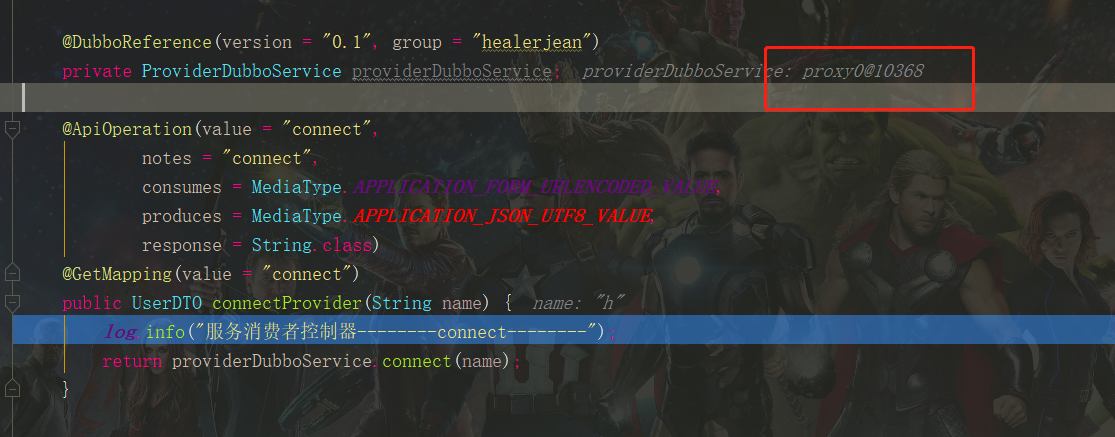 @DubboReference(version = "0.1", group = "healerjean")
private ProviderDubboService providerDubboService; providerDubboService: proxy0@10368
@ApiOperation(value = "connect",
notes = "connect",
consumes = MediaType.APPLICATION_FORM_URLENCODED_VALUE,
produces = MediaType.APPLICATION_JSON_UTF8_VALUE,
response = String.class)
@GetMapping(value = "connect")
public UserDTO connectProvider(String name) { name: "h"
log.info("服务消费者控制器--------connect--------");
return providerDubboService.connect(name);
}